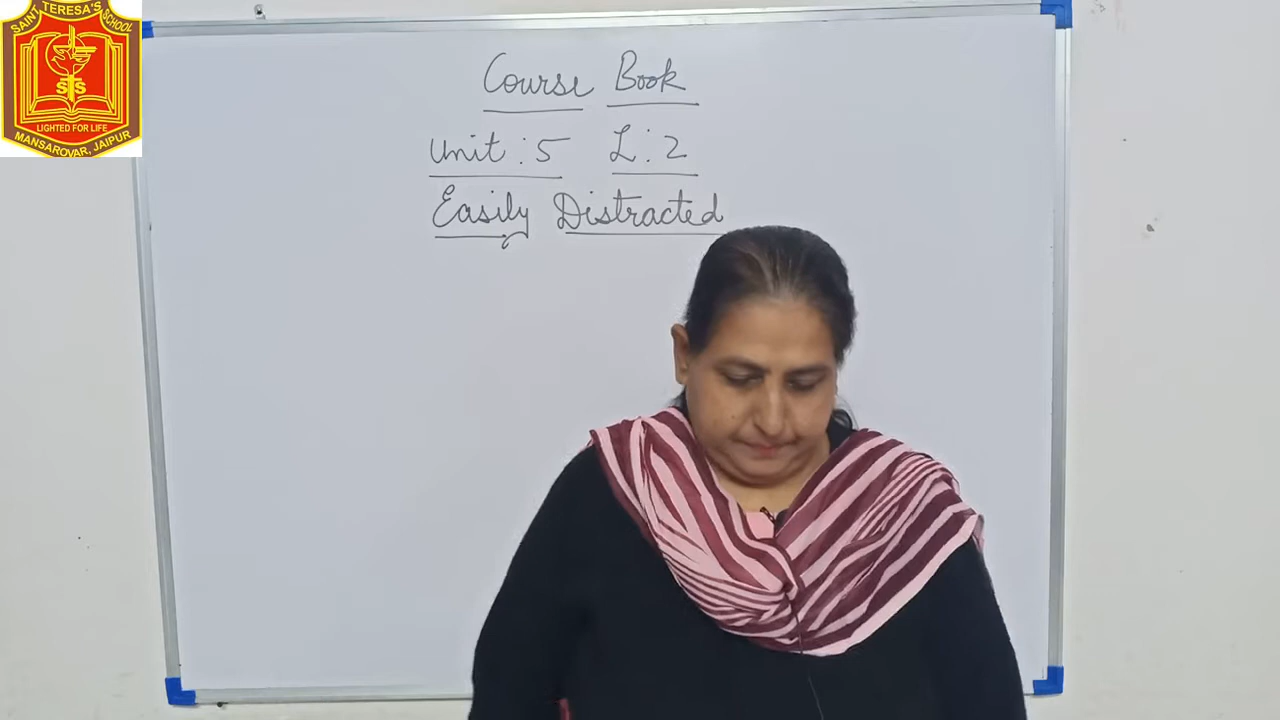 SAINT TERESA'S SCHOOL
STS
LIGHTED FOR LIFE
MANSAROVAR, JAIPUR
Course Book
Unit : 5 L : 2
Easily Distracted